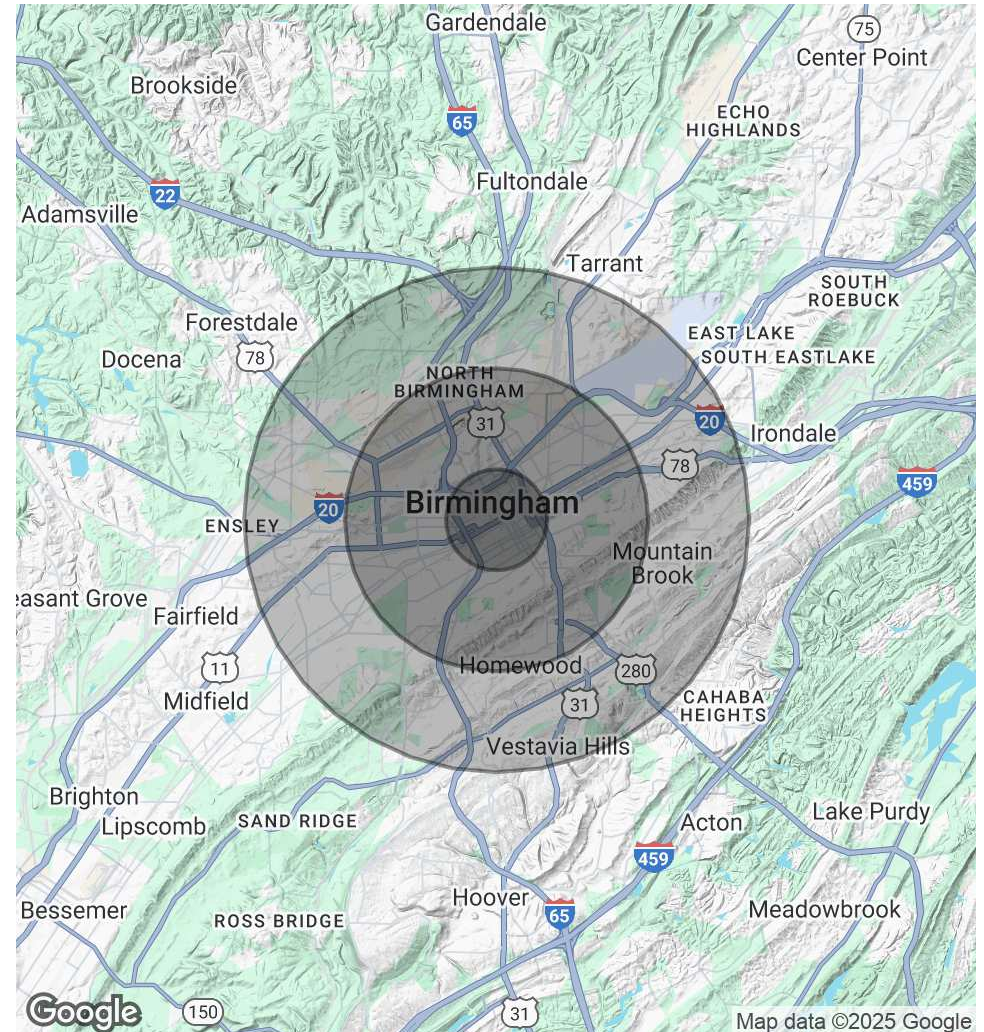 Gardendale
75
Center Point
Brookside
65
ECHO
HIGHLANDS
Fultondale
22
Adamsville
Tarrant
SOUTH
ROEBUCK
Forestdale
EAST LAKE
78
Docena
SOUTH EASTLAKE
NORTH
BIRMINGHAM
31
20
Irondale
78
459
Birmingham
20
ENSLEY
Mountain
Brook
easant Grove
Fairfield
11
Homewood
280
Midfield
31
CAHABA
HEIGHTS
Vestavia Hills
Brighton
Lipscomb
SAND RIDGE
Acton
Lake Purdy
459
Hoover
65
Bessemer
ROSS BRIDGE
Meadowbrook
Google
150
31
Map data ©2025 Google